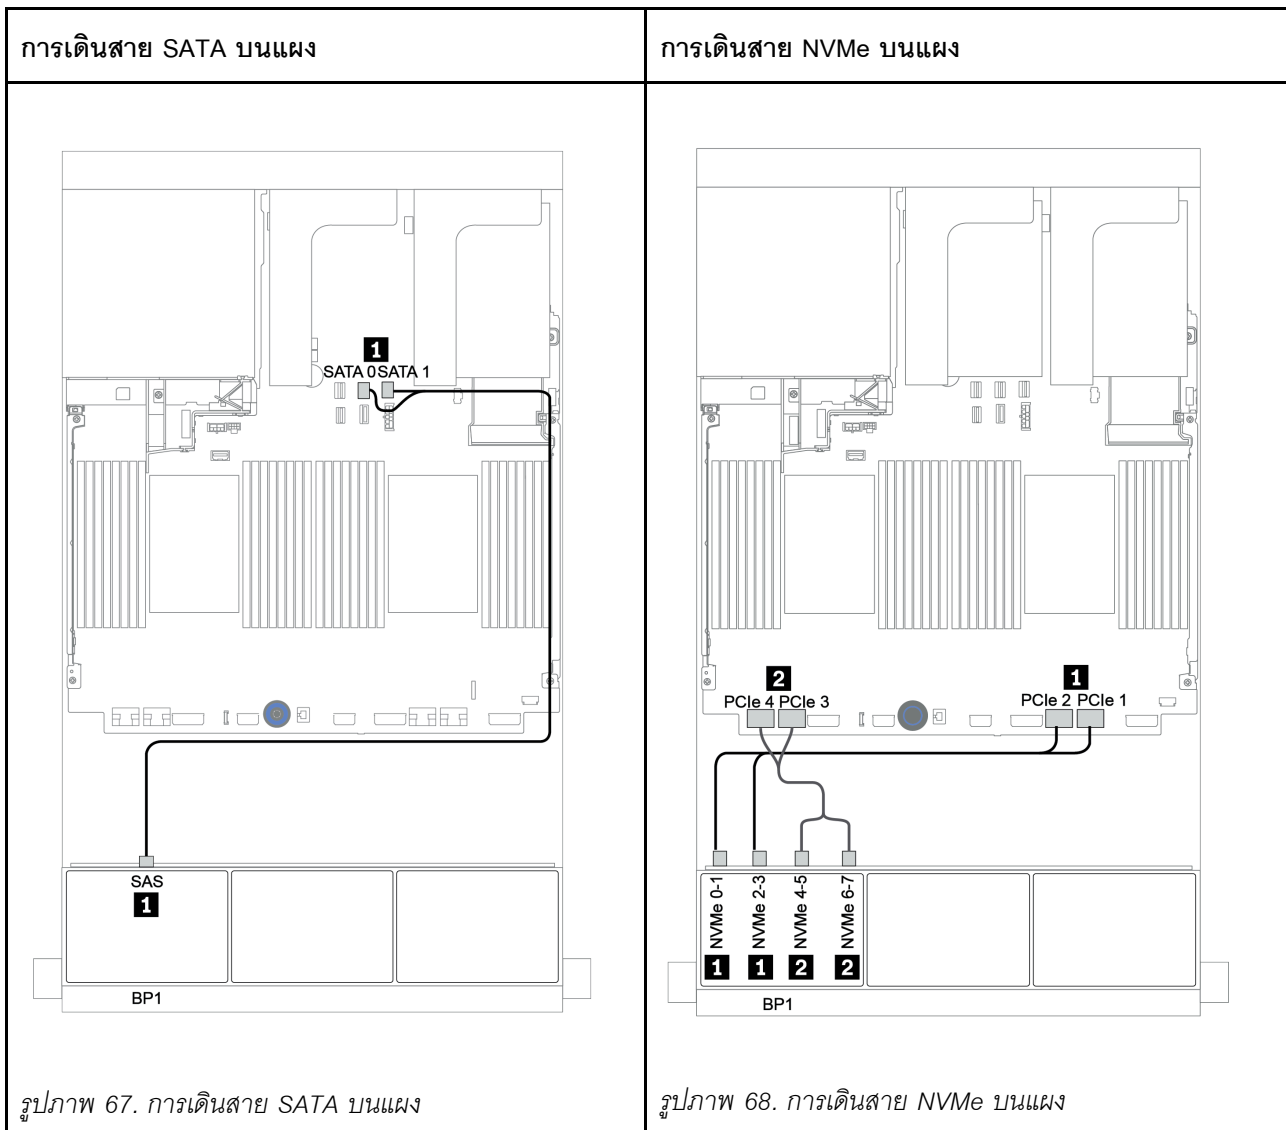 การเดินสาย SATA บนแผง
การเดินสาย NVMe บนแผง
1
SATA 0 SATA 1
SAS
1
BP1
2
PCIe 4 PCIe 3
1
PCIe 2 PCIe 1
NVMe 0-1
NVMe 2-3
NVMe 4-5
NVMe 6-7
1
1
2
2
BP1
รูปภาพ 67. การเดินสาย SATA บนแผง
รูปภาพ 68. การเดินสาย NVMe บนแผง